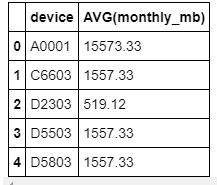 device AVG(monthly_mb)
0 A0001 15573.33
1 C6603 1557.33
2 D2303 519.12
3 D5503 1557.33
4 D5803 1557.33